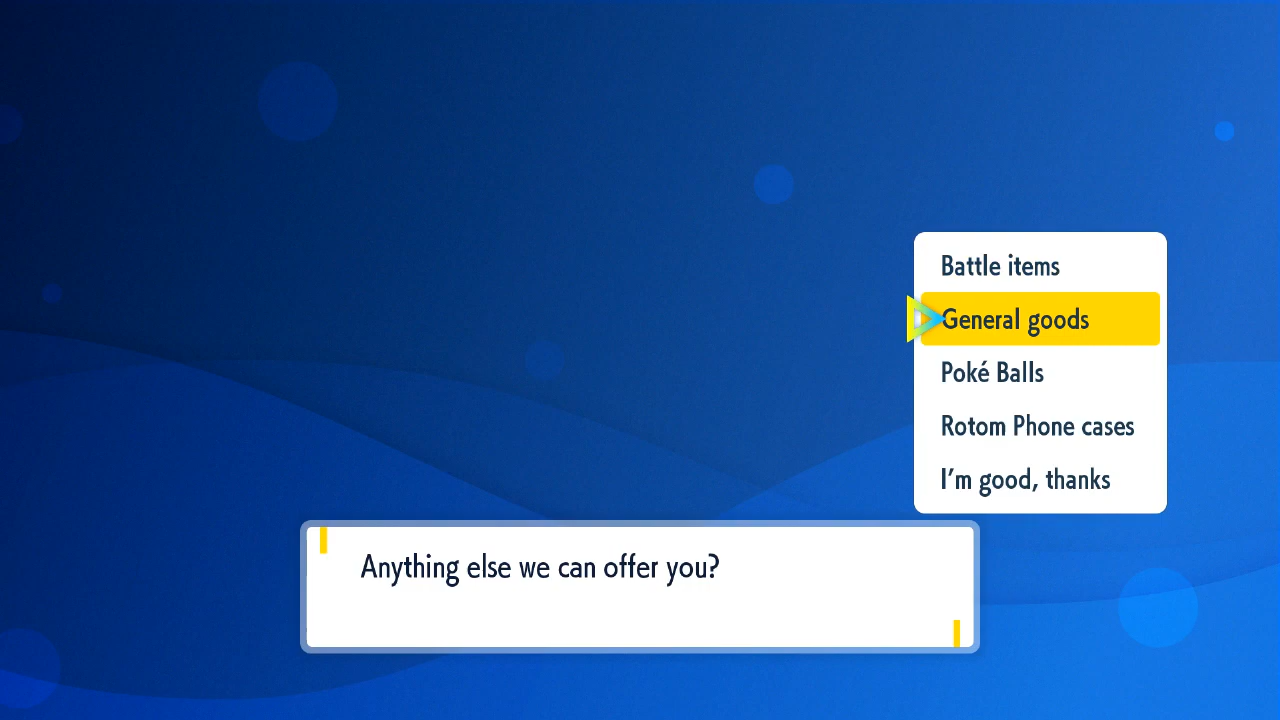 Battle items
General goods
Poké Balls
Rotom Phone cases
I'm good, thanks
Anything else we can offer you?